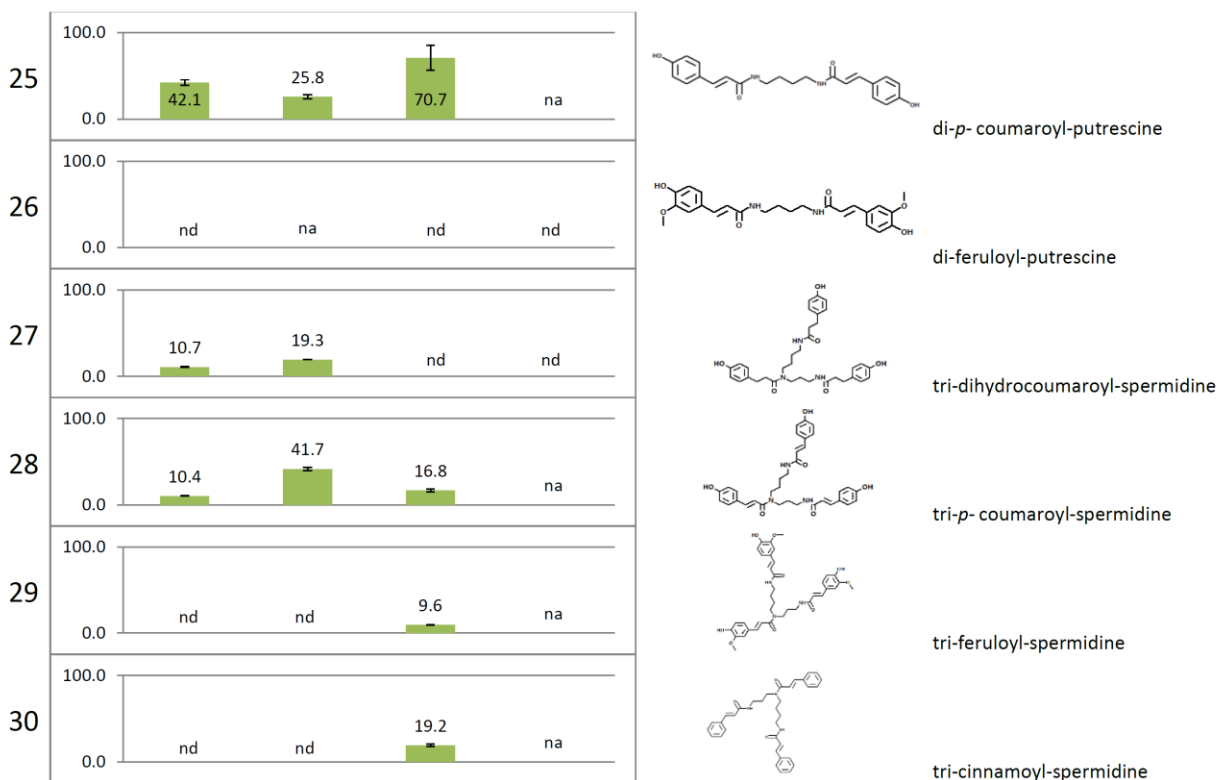 25
100.0
0.0
42.1
25.8
70.7
na
di-p- coumaroyl-putrescine
26
100.0
0.0
nd
na
nd
nd
di-feruloyl-putrescine
27
100.0
0.0
10.7
19.3
nd
nd
tri-dihydrocoumaroyl-spermidine
28
100.0
0.0
10.4
41.7
16.8
na
tri-p- coumaroyl-spermidine
29
100.0
0.0
nd
nd
9.6
na
tri-feruloyl-spermidine
30
100.0
0.0
nd
nd
19.2
na
tri-cinnamoyl-spermidine